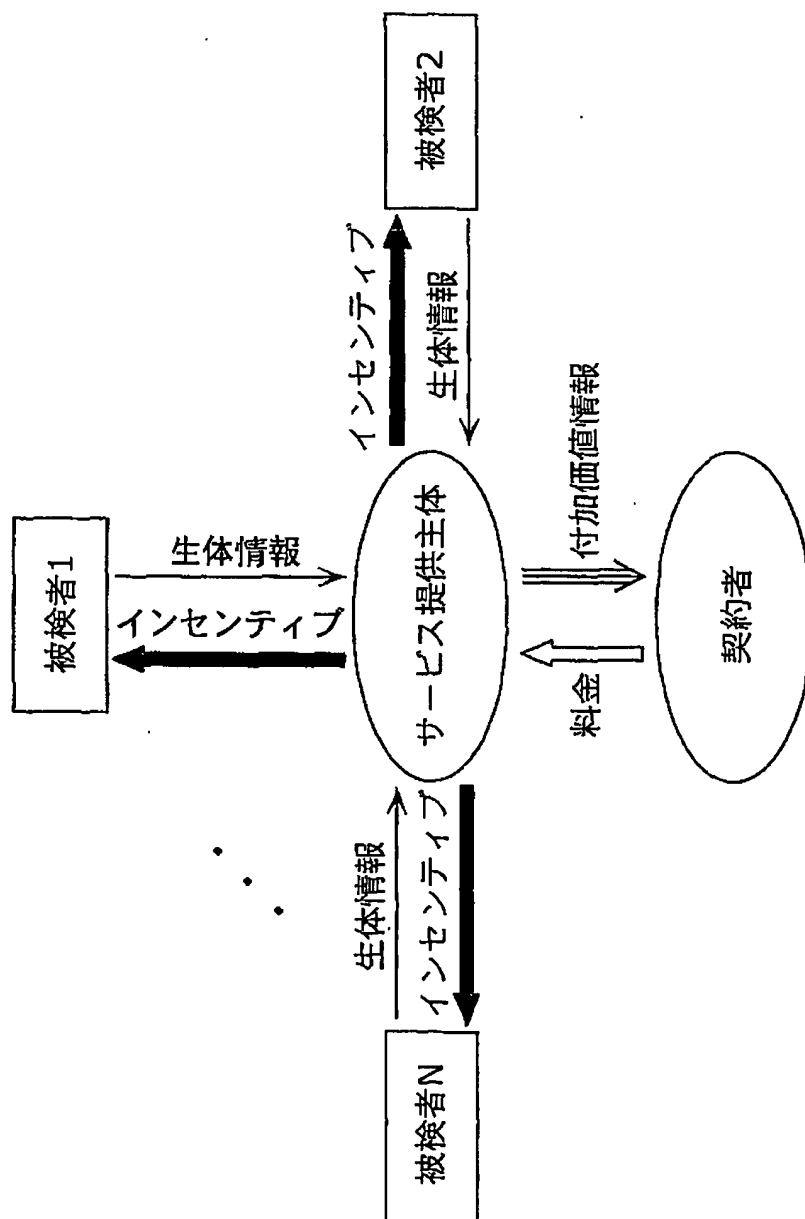 被検者1
生体情報
インセンティブ
被検者2
インセンティブ
生体情報
サービス提供主体
生体情報
インセンティブ
被検者N
付加価値情報
料金
契約者